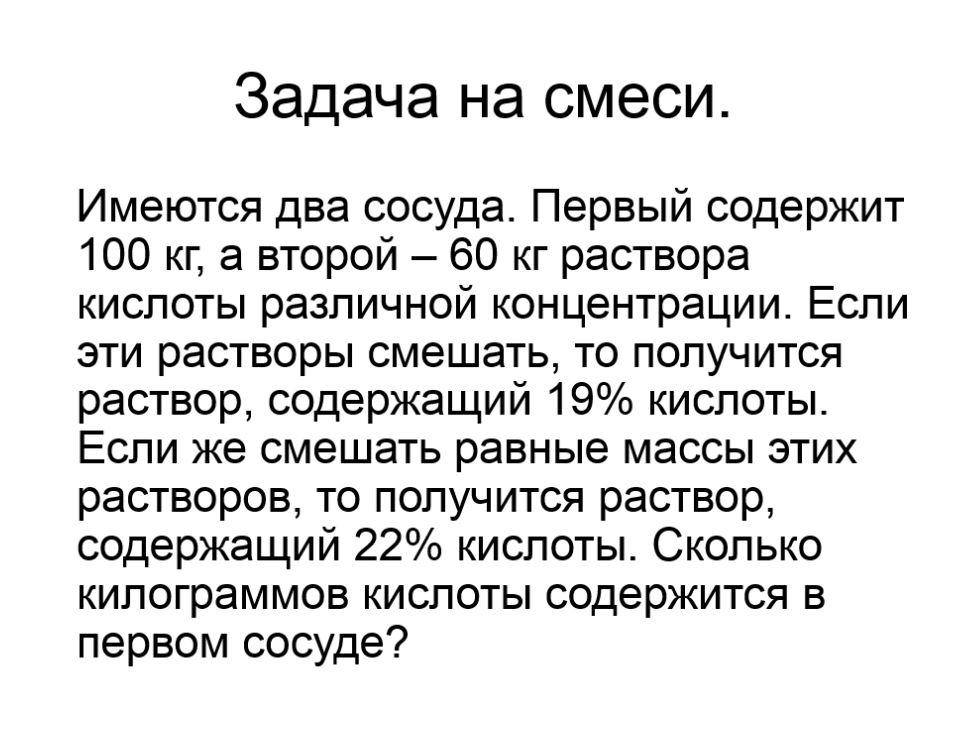 Задача на смеси.
Имеются два сосуда. Первый содержит
100 кг, а второй – 60 кг раствора
кислоты различной концентрации. Если
эти растворы смешать, то получится
раствор, содержащий 19% кислоты.
Если же смешать равные массы этих
растворов, то получится раствор,
содержащий 22% кислоты. Сколько
килограммов кислоты содержится в
первом сосуде?